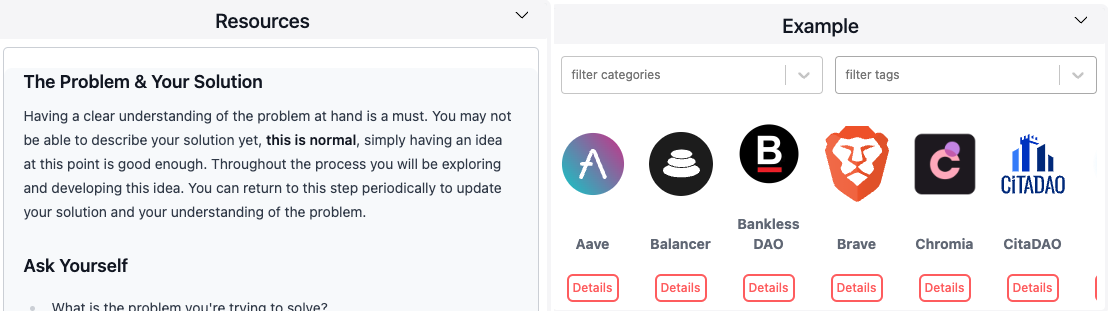 Resources
The Problem & Your Solution
Having a clear understanding of the problem at hand is a must. You may not
be able to describe your solution yet, this is normal, simply having an idea
at this point is good enough. Throughout the process you will be exploring
and developing this idea. You can return to this step periodically to update
your solution and your understanding of the problem.
Ask Yourself
What is the problem you're trying to solve?
Example
filter categories
filter tags
B
C
CiTADAO
Aave
Balancer
Bankless
DAO
Brave
Chromia
CitaDAO
Details
Details
Details
Details
Details
Details